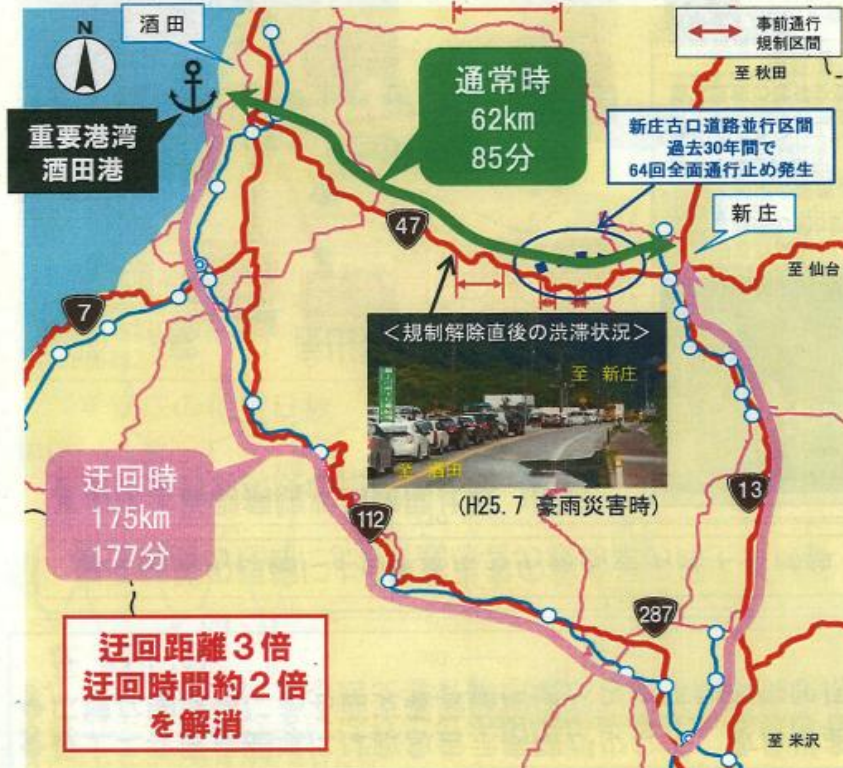 N
酒田
事前通行
規制区間
至 秋田
通常時
62km
85分
重要港湾
酒田港
新庄古口道路並行区間
過去30年間で
64回全面通行止め発生
新庄
47
至 仙台
7
<規制解除直後の渋滞状況>
至 新庄
至 酒田
(H25.7 豪雨災害時)
迂回時
175km
177分
13
112
287
迂回距離3倍
迂回時間約2倍
を解消
至 米沢